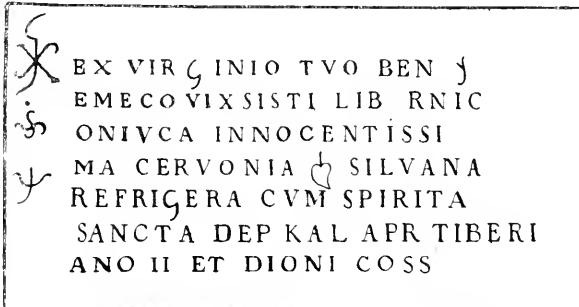 EX VIRGINIO TVO BEN
EMECO VIXSISTI LIB RNIC
ONIVCA INNOCENTISSI
MA CERVONIA SILVANA
REFRIGERA CVM SPIRITA
SANCTA DEP KAL APR TIBERI
ANO II ET DIONI COSS